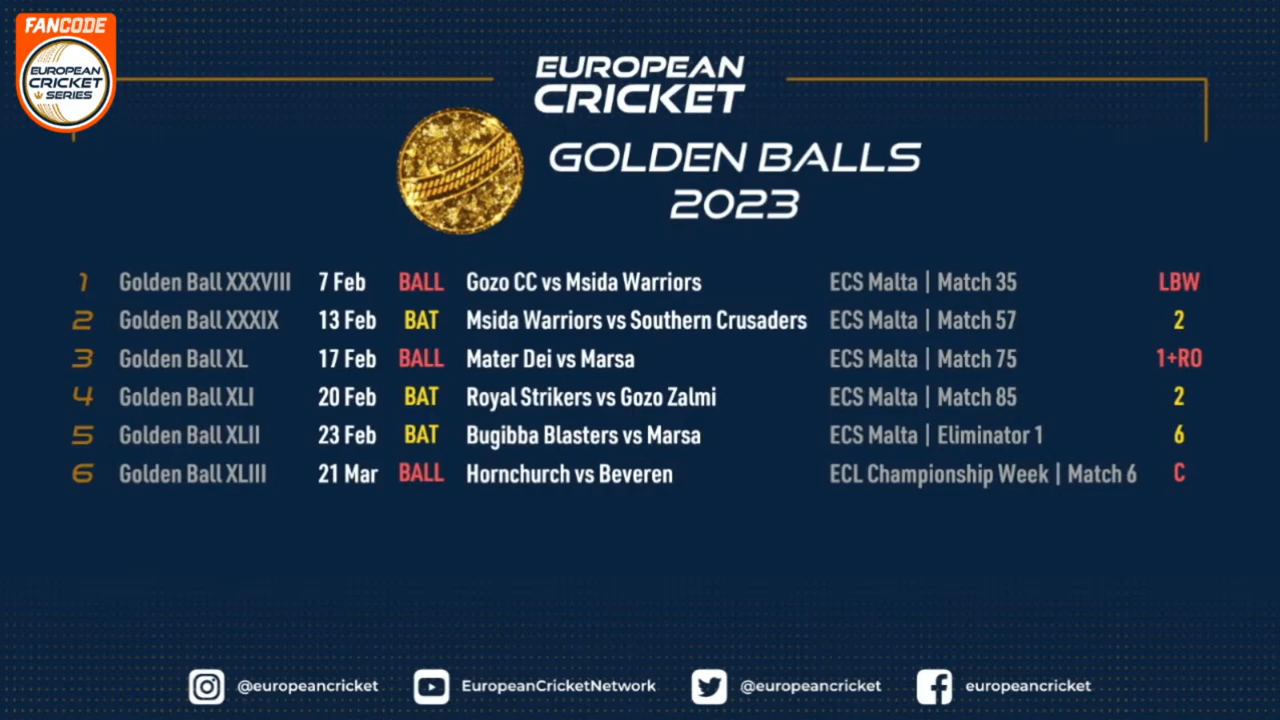 FANCODE
EUROPEAN
CRICKET
SERIES
EUROPEAN
CRICKET
GOLDEN BALLS
2023
1 Golden Ball XXXVIII 7 Feb BALL Gozo CC vs Msida Warriors ECS Malta | Match 35 LBW
2 Golden Ball XXXIX 13 Feb BAT Msida Warriors vs Southern Crusaders ECS Malta | Match 57 2
3 Golden Ball XL 17 Feb BALL Mater Dei vs Marsa ECS Malta | Match 75 1+RO
4 Golden Ball XLI 20 Feb BAT Royal Strikers vs Gozo Zalmi ECS Malta | Match 85 2
5 Golden Ball XLII 23 Feb BAT Bugibba Blasters vs Marsa ECS Malta | Eliminator 1 6
6 Golden Ball XLIII 21 Mar BALL Hornchurch vs Beveren ECL Championship Week | Match 6 C
@europeancricket EuropeanCricketNetwork @europeancricket europeancricket